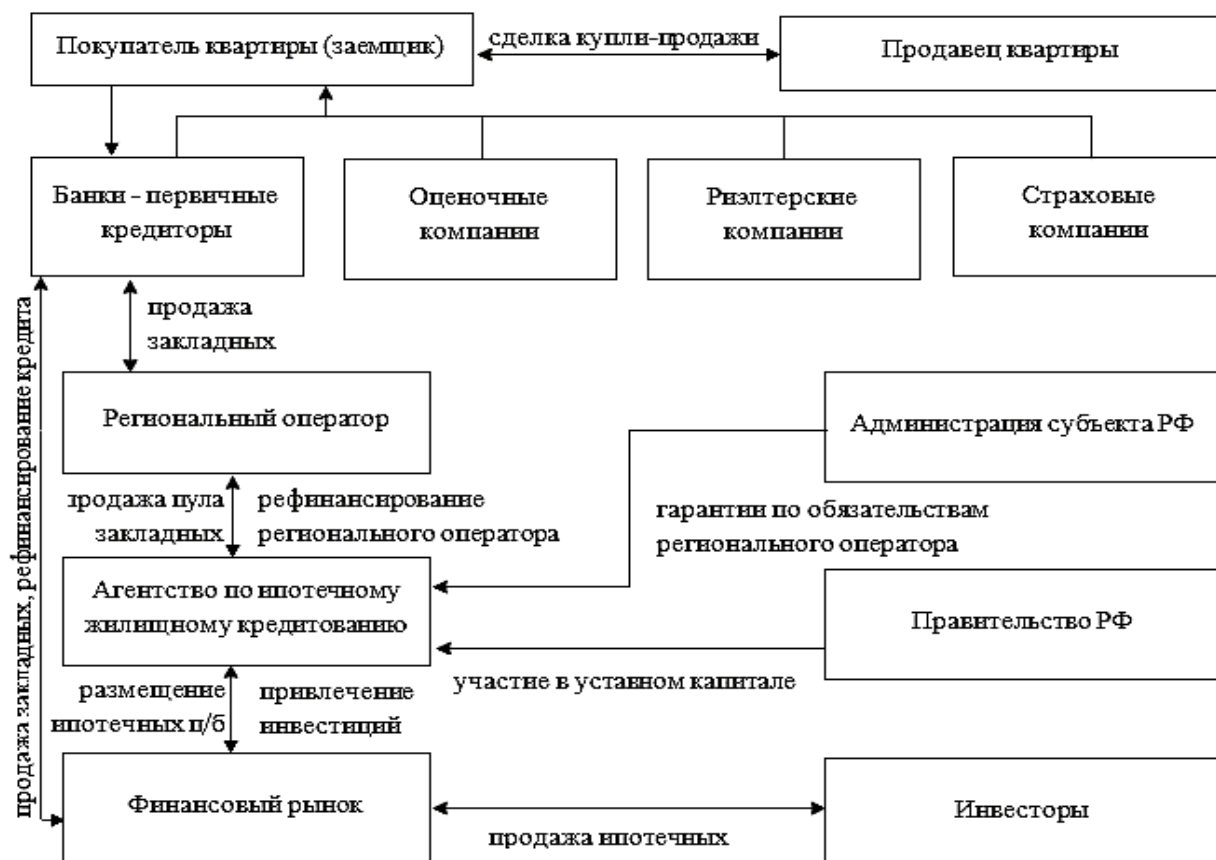 Покупатель квартиры (заемщик)
сделка купли-продажи
Продавец квартиры
Банки - первичные
кредиторы
Оценочные
компании
Риэлтерские
компании
Страховые
компании
продажа закладных, рефинансирование кредита
продажа
закладных
Региональный оператор
Администрация субъекта РФ
продажа пула
закладных
рефинансирование
регионального оператора
гарантии по обязательствам
регионального оператора
Агентство по ипотечному
жилищному кредитованию
Правительство РФ
участие в уставном капитале
размещение
ипотечных ц/б
привлечение
инвестиций
Финансовый рынок
продажа ипотечных
Инвесторы